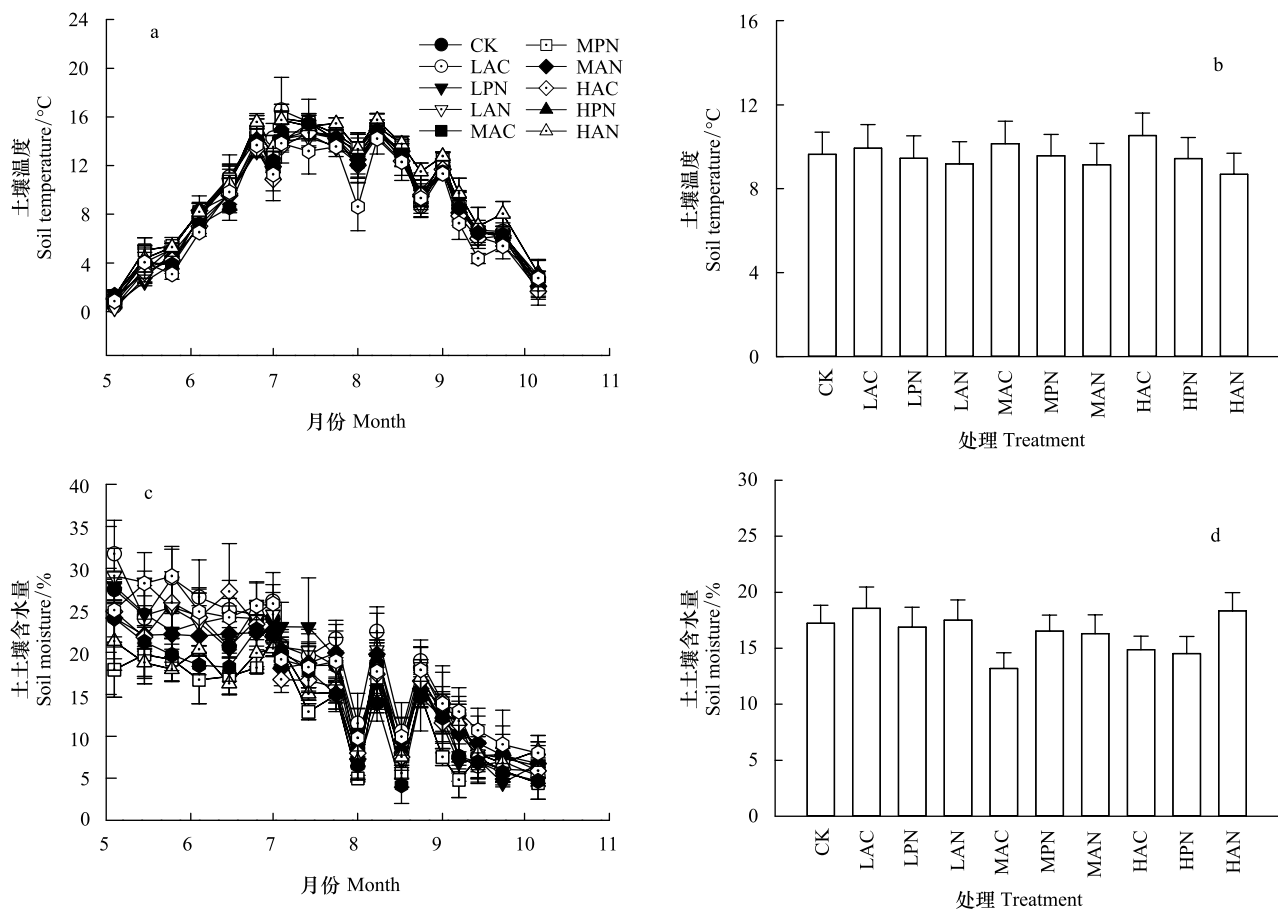 24
20
16
12
8
4
0
土壤温度
Soil temperature/°C
a
CK
LAC
LPN
LAN
MAC
MPN
MAN
HAC
HPN
HAN
5 6 7 8 9 10 11
月份 Month
16
12
8
4
0
土壤温度
Soil temperature/°C
b
CK LAC LPN LAN MAC MPN MAN HAC HPN HAN
处理 Treatment
40
35
30
25
20
15
10
5
0
土土壤含水量
Soil moisture/%
c
5 6 7 8 9 10 11
月份 Month
30
25
20
15
10
5
0
土土壤含水量
Soil moisture/%
d
CK LAC LPN LAN MAC MPN MAN HAC HPN HAN
处理 Treatment